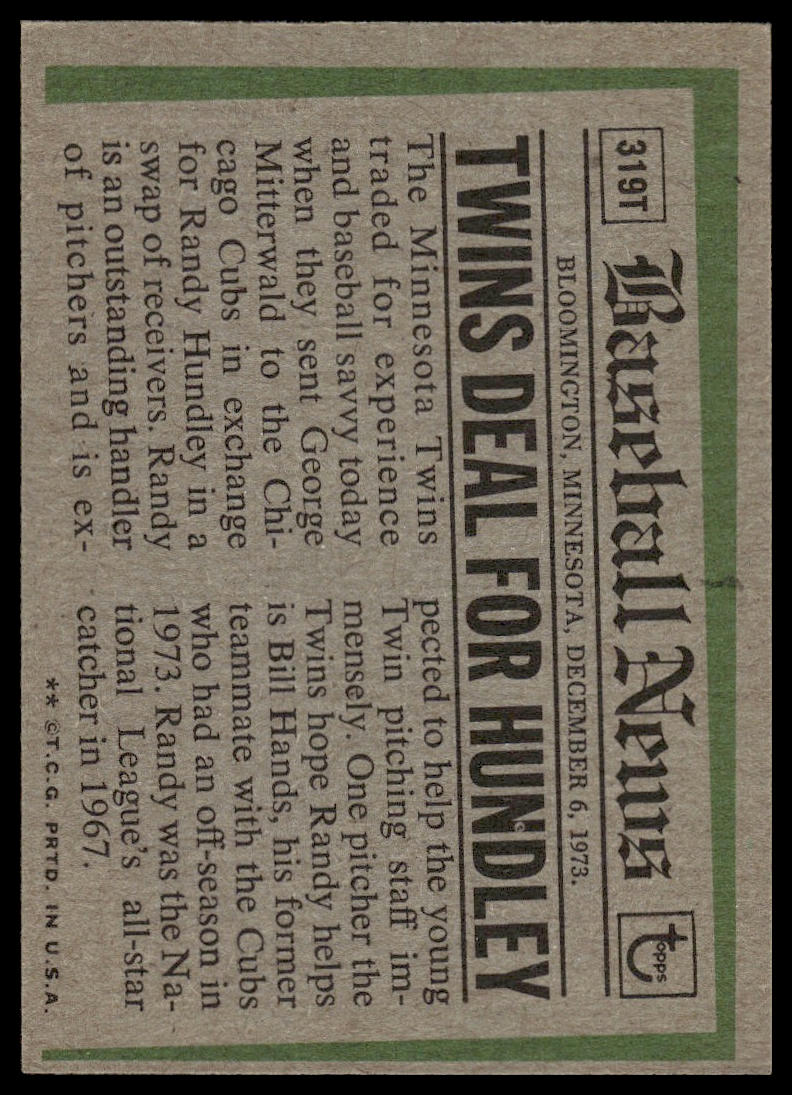 319T
Baseball News
Topps
BLOOMINGTON, MINNESOTA, DECEMBER 6, 1973.
TWINS DEAL FOR HUNDLEY
The Minnesota Twins
traded for experience
and baseball savvy today
when they sent George
Mitterwald to the Chi-
cago Cubs in exchange
for Randy Hundley in a
swap of receivers. Randy
is an outstanding handler
of pitchers and is ex-
pected to help the young
Twin pitching staff im-
mensely. One pitcher the
Twins hope Randy helps
is Bill Hands, his former
teammate with the Cubs
who had an off-season in
1973. Randy was the Na-
tional League's all-star
catcher in 1967.
** ©T.C.G. PRTD. IN U.S.A.